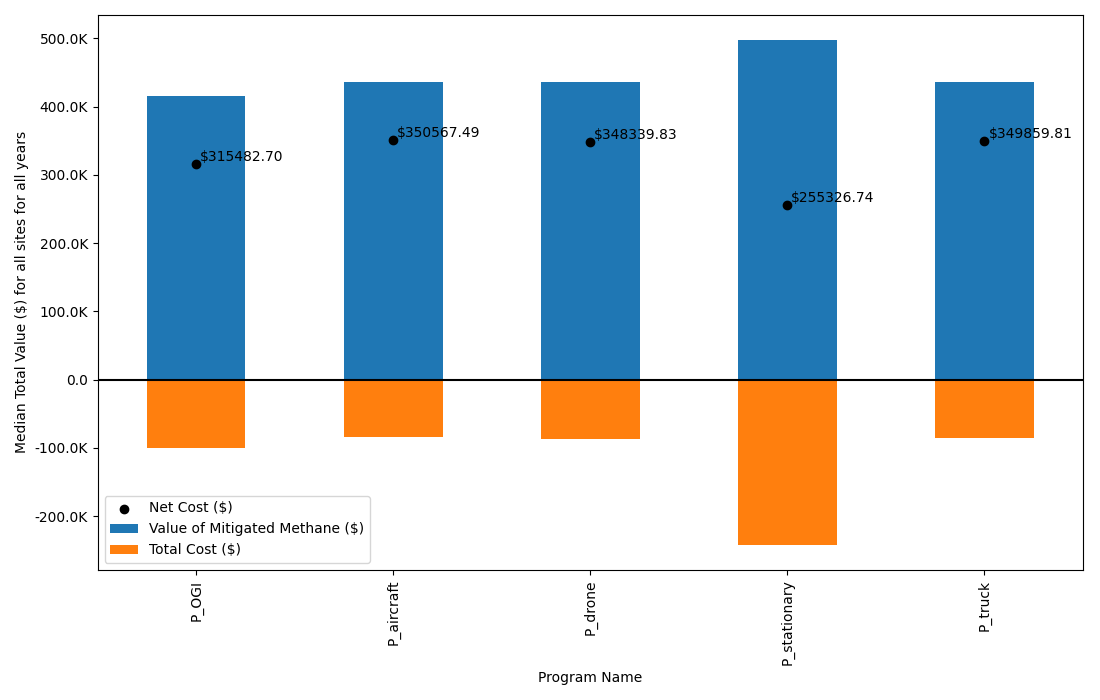 500.0K
400.0K
300.0K
200.0K
100.0K
0.0
-100.0K
-200.0K
Median Total Value ($) for all sites for all years
$315482.70
$350567.49
$348339.83
$255326.74
$349859.81
Net Cost ($)
Value of Mitigated Methane ($)
Total Cost ($)
P_OGI
P_aircraft
P_drone
P_stationary
P_truck
Program Name